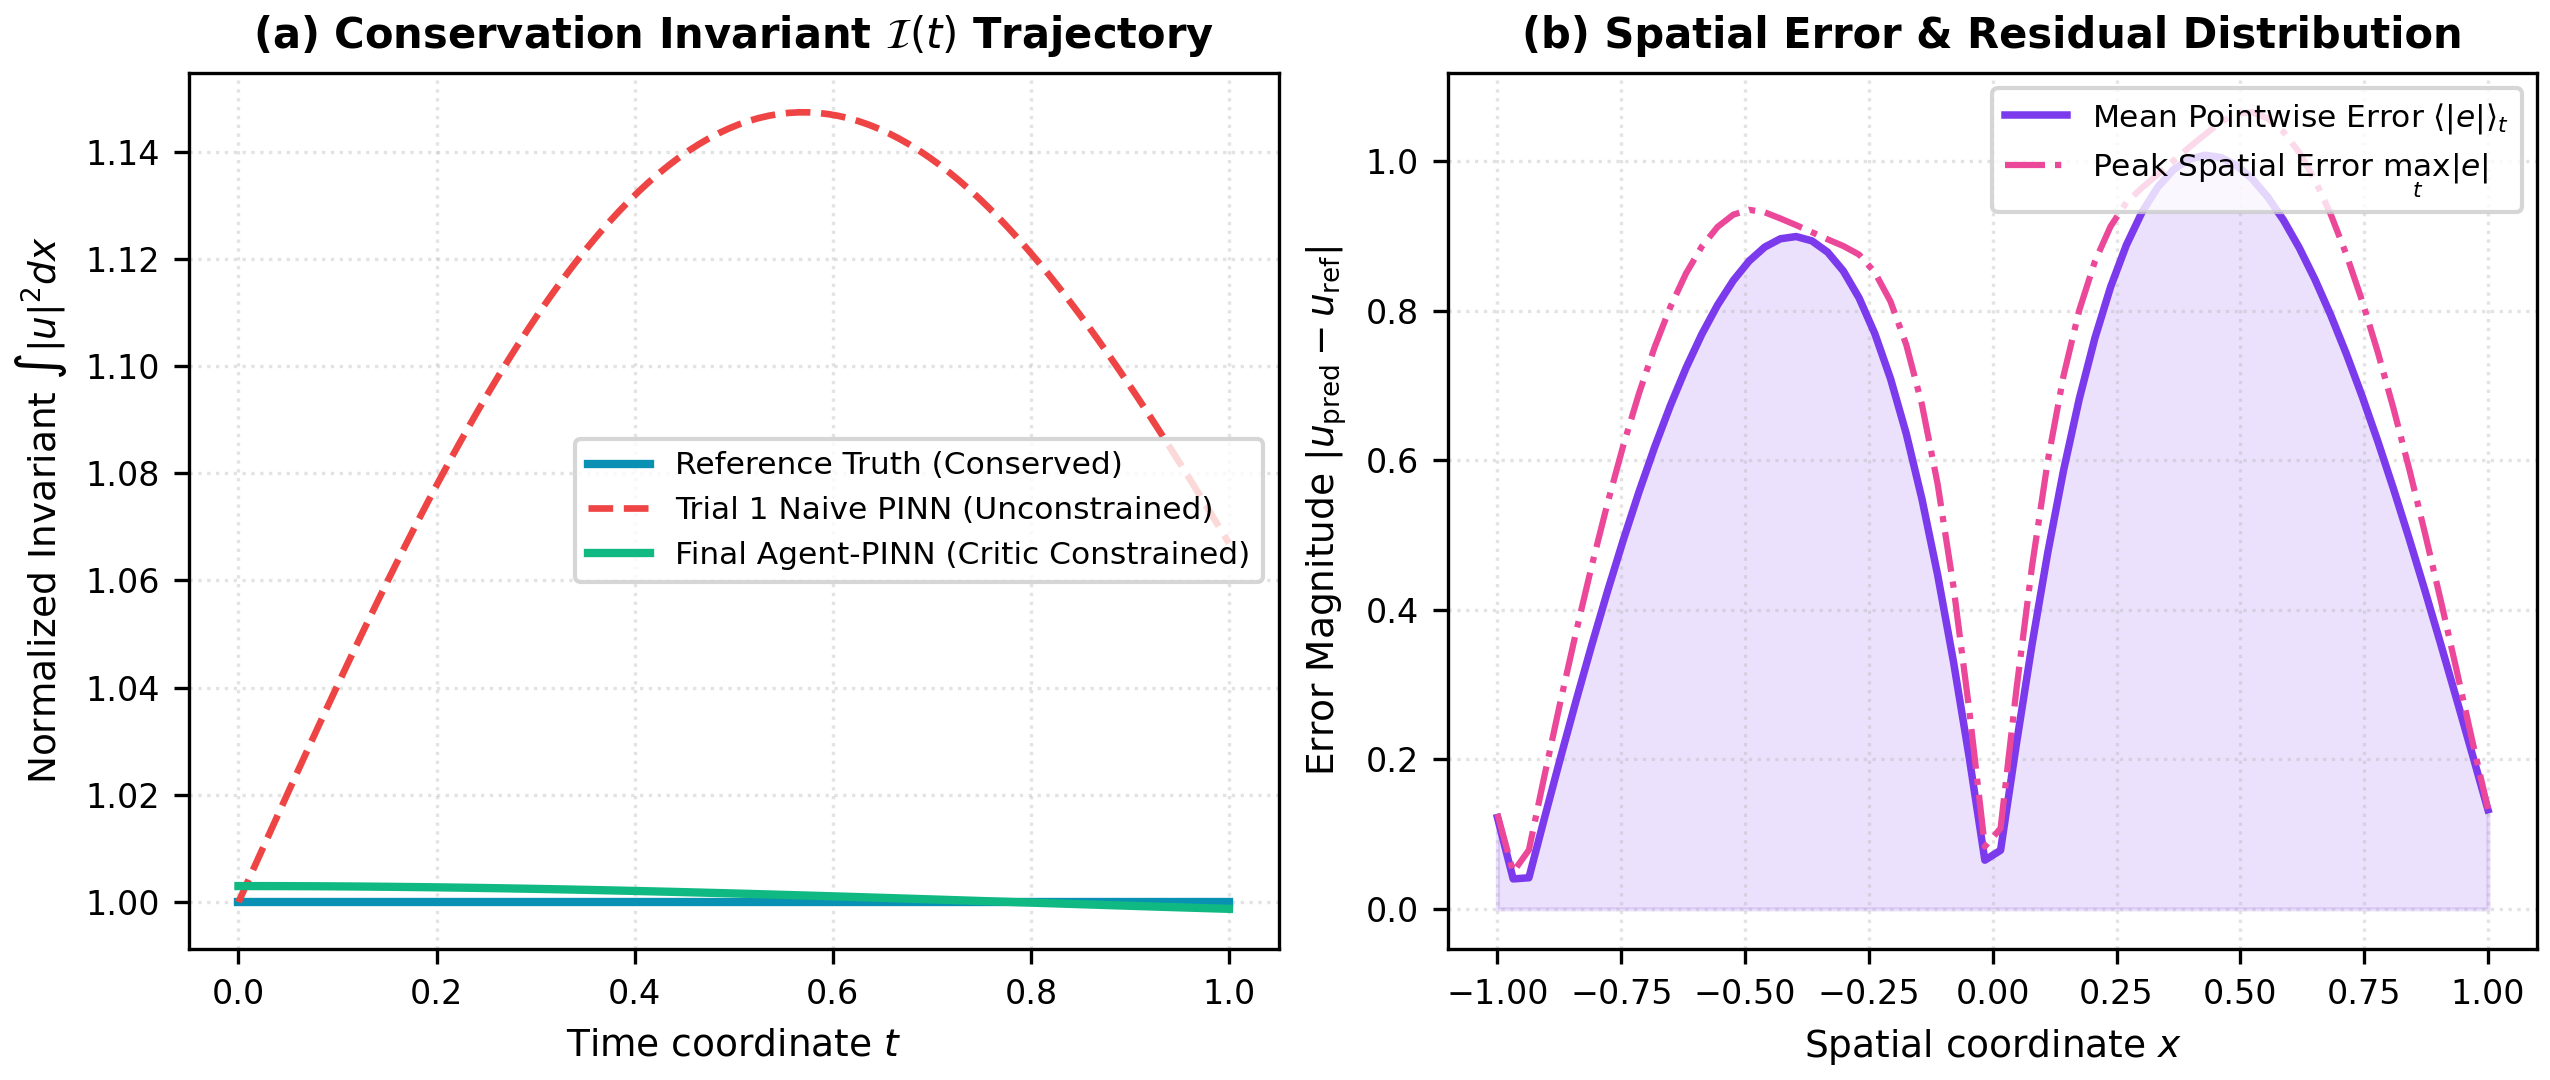 (a) Conservation Invariant ℐ(t) Trajectory
Normalized Invariant ∫|u|²dx
1.14
1.12
1.10
1.08
1.06
1.04
1.02
1.00
Reference Truth (Conserved)
Trial 1 Naive PINN (Unconstrained)
Final Agent-PINN (Critic Constrained)
0.0 0.2 0.4 0.6 0.8 1.0
Time coordinate t
(b) Spatial Error & Residual Distribution
Error Magnitude |u_pred − u_ref|
1.0
0.8
0.6
0.4
0.2
0.0
Mean Pointwise Error ⟨|e|⟩_t
Peak Spatial Error max|e|
t
−1.00 −0.75 −0.50 −0.25 0.00 0.25 0.50 0.75 1.00
Spatial coordinate x